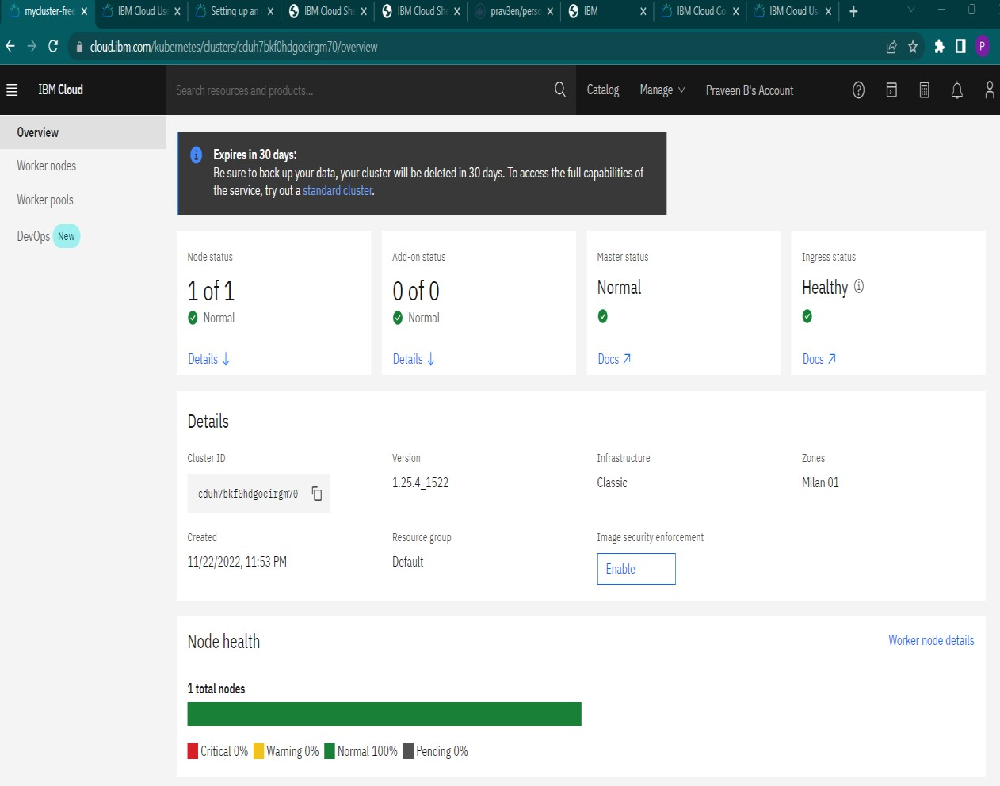 mycluster-free
IBM Cloud Us
Setting up an
IBM Cloud Sh
IBM Cloud She
prav3en/perso
IBM
IBM Cloud Co
IBM Cloud Us
cloud.ibm.com/kubernetes/clusters/cduh7bkf0hdgoeirgm70/overview
P
IBM Cloud
Search resources and products...
Catalog
Manage
Praveen B's Account
Overview
Worker nodes
Worker pools
DevOps New
Expires in 30 days:
Be sure to back up your data, your cluster will be deleted in 30 days. To access the full capabilities of
the service, try out a standard cluster.
Node status
1 of 1
Normal
Details
Add-on status
0 of 0
Normal
Details
Master status
Normal
Docs
Ingress status
Healthy
Docs
Details
Cluster ID
cduh7bkf0hdgoeirgm70
Version
1.25.4_1522
Infrastructure
Classic
Zones
Milan 01
Created
11/22/2022, 11:53 PM
Resource group
Default
Image security enforcement
Enable
Node health
Worker node details
1 total nodes
Critical 0% Warning 0% Normal 100% Pending 0%